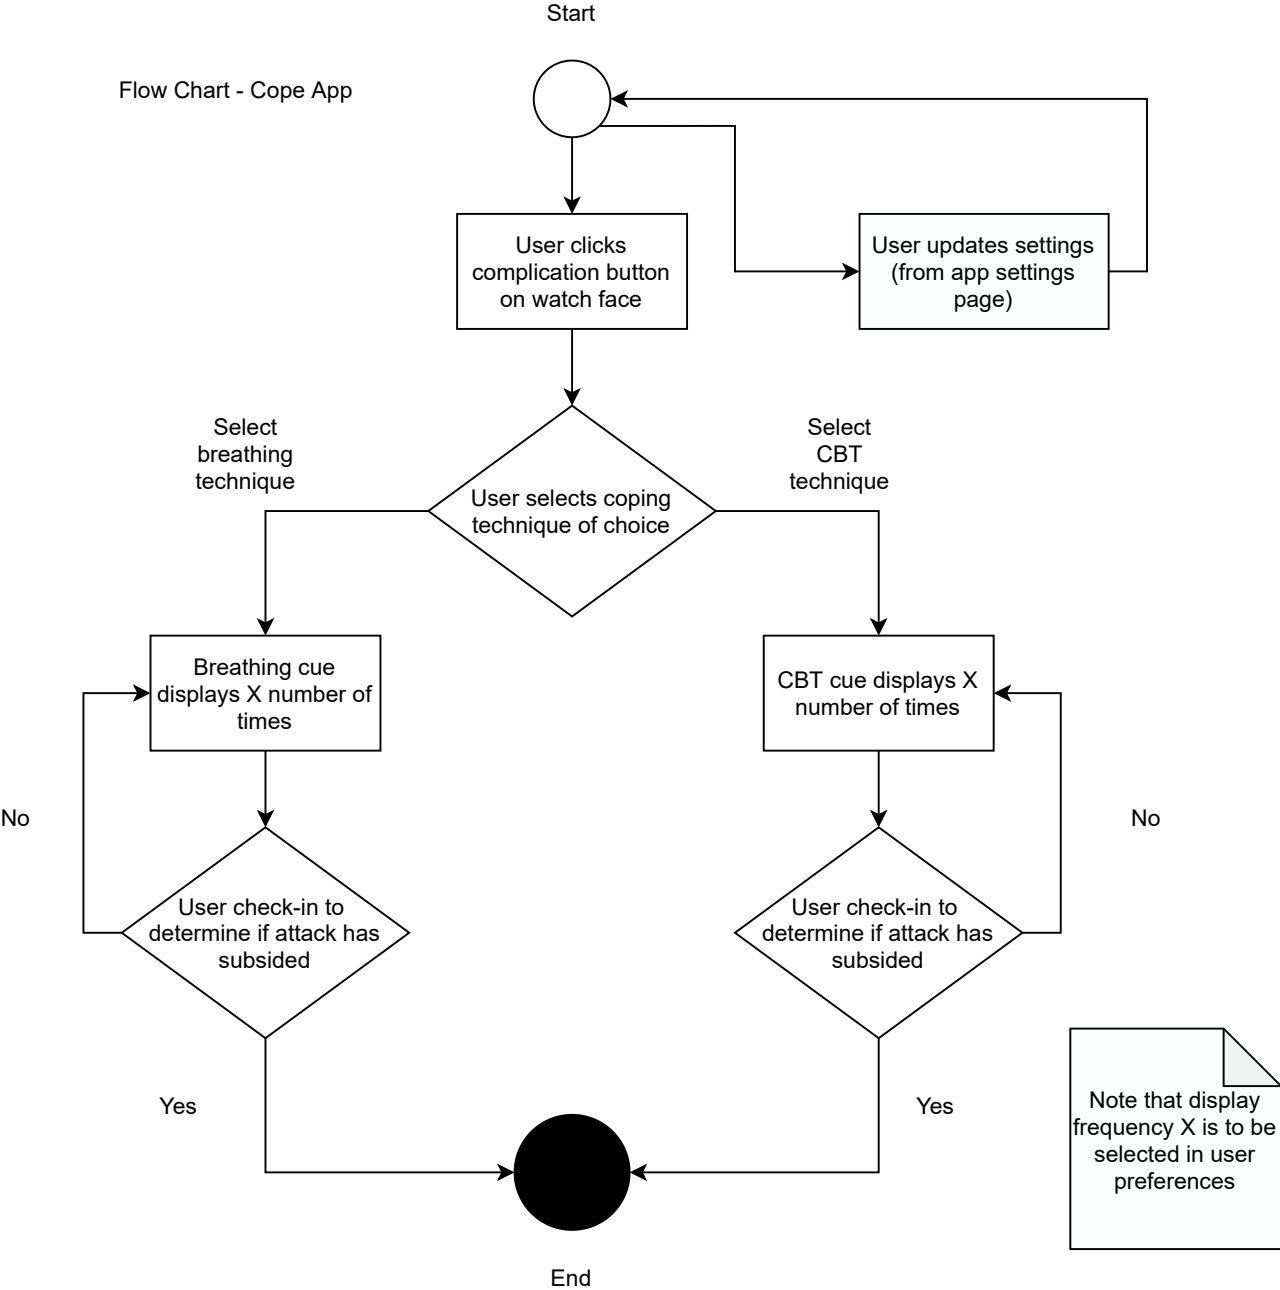 Start
Flow Chart - Cope App
User clicks
complication button
on watch face
User updates settings
(from app settings
page)
Select
breathing
technique
Select
CBT
technique
User selects coping
technique of choice
Breathing cue
displays X number of
times
CBT cue displays X
number of times
No
No
User check-in to
determine if attack has
subsided
User check-in to
determine if attack has
subsided
Yes
Yes
Note that display
frequency X is to be
selected in user
preferences
End